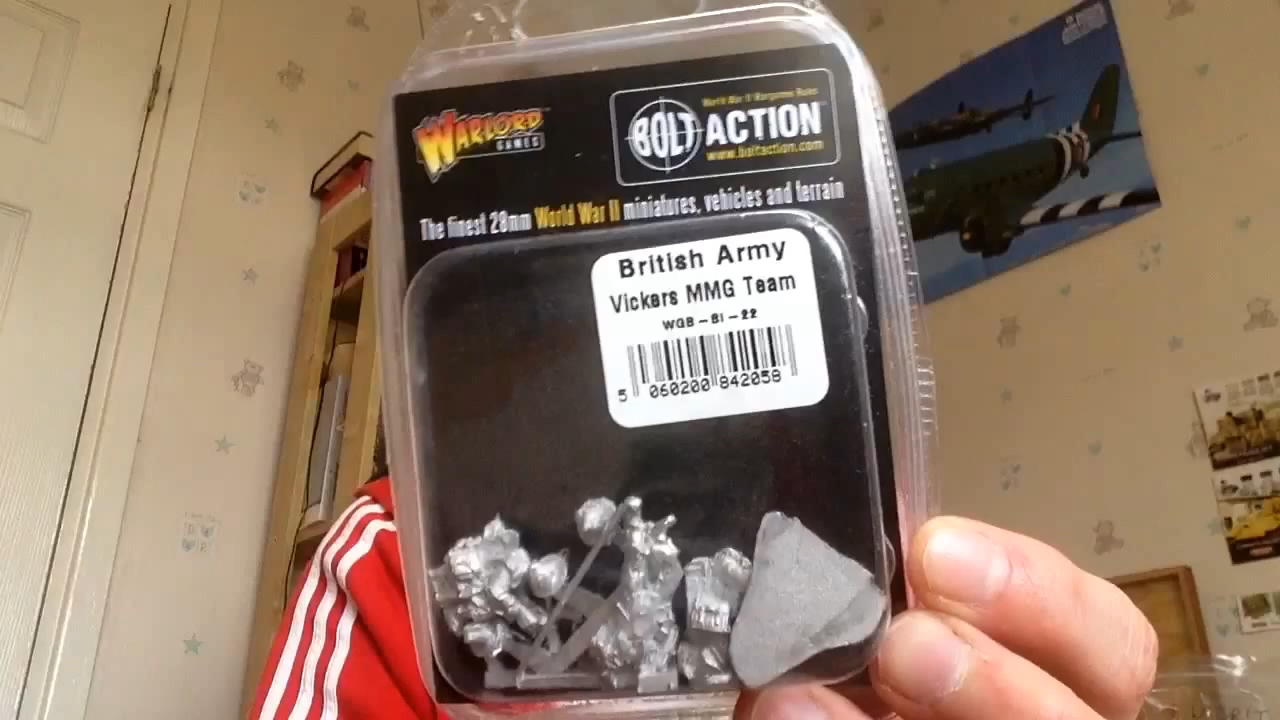 WARLORD
GAMES
World War II Wargames Rules
BOLT ACTION
www.boltaction.com
The finest 28mm World War II miniatures, vehicles and terrain
British Army
Vickers MMG Team
WGB-BI-22
5 060200 842058